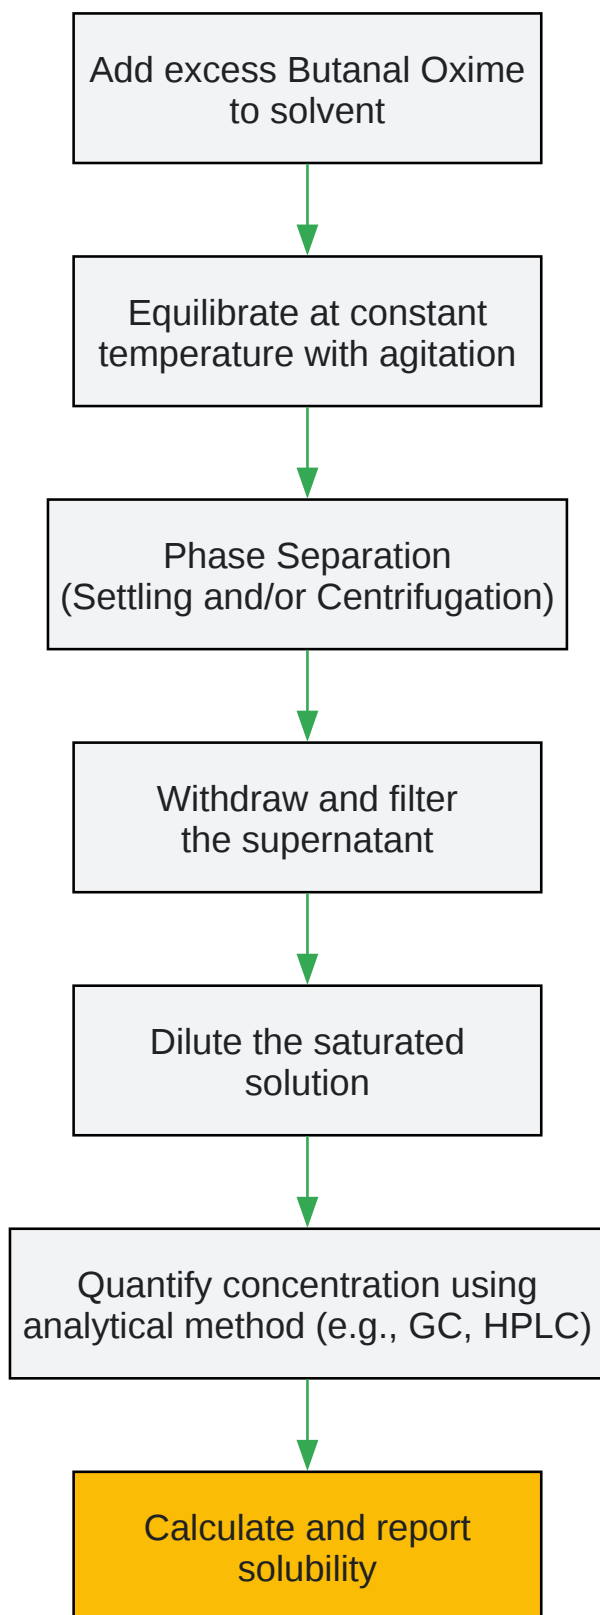 Add excess Butanal Oxime
to solvent
Equilibrate at constant
temperature with agitation
Phase Separation
(Settling and/or Centrifugation)
Withdraw and filter
the supernatant
Dilute the saturated
solution
Quantify concentration using
analytical method (e.g., GC, HPLC)
Calculate and report
solubility